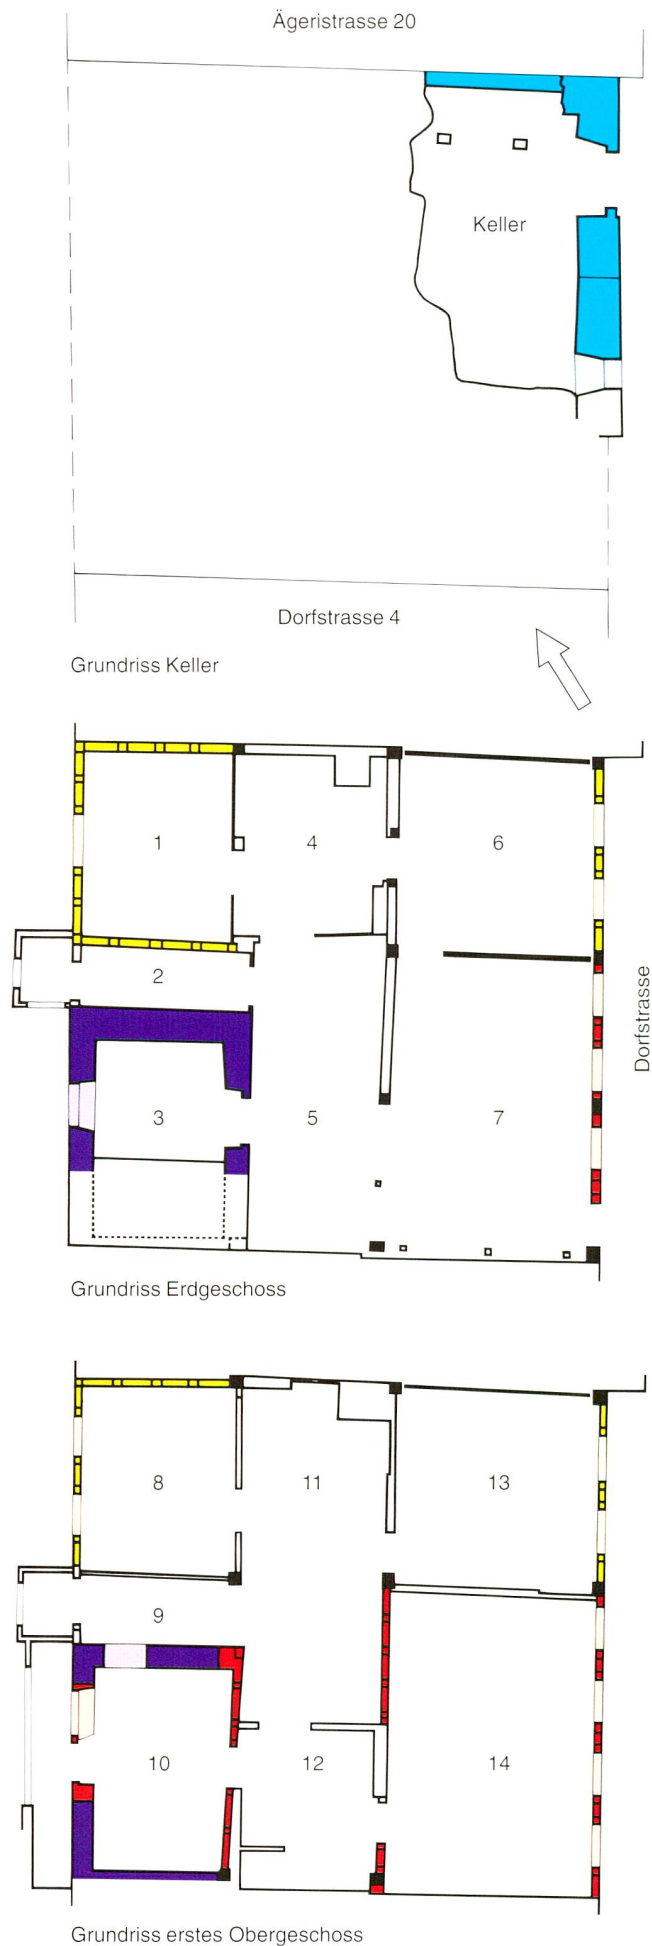 Ägeristrasse 20
Keller
Dorfstrasse 4
Grundriss Keller
1
4
6
2
Dorfstrasse
3
5
7
Grundriss Erdgeschoss
8
11
13
9
10
12
14
Grundriss erstes Obergeschoss